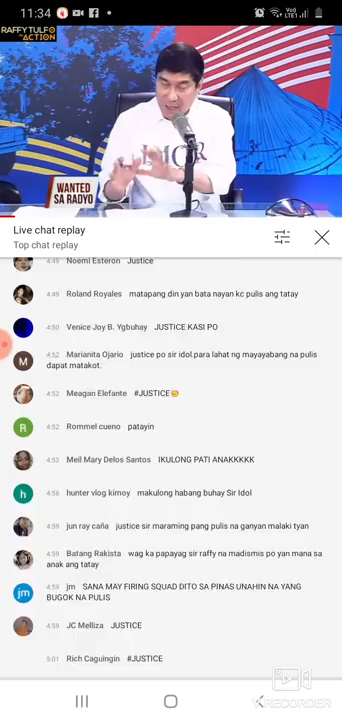 11:34
Vo)
LTE1
RAFFY TULFO
IN ACTION
DIOR
WANTED
SA RADYO
Live chat replay
Top chat replay
4:49 Noemi Esteron Justice
4:49 Roland Royales matapang din yan bata nayan kc pulis ang tatay
4:50 Venice Joy B. Ygbuhay JUSTICE KASI PO
M 4:52 Marianita Ojario justice po sir idol.para lahat ng mayayabang na pulis
dapat matakot.
4:52 Meagan Elefante #JUSTICE🤕
R 4:52 Rommel cueno patayin
4:52 Meil Mary Delos Santos IKULONG PATI ANAKKKKK
h 4:56 hunter vlog kimoy makulong habang buhay Sir Idol
4:59 jun ray caña justice sir maraming pang pulis na ganyan malaki tyan
4:59 Batang Rakista wag ka papayag sir raffy na madismis po yan mana sa
anak ang tatay
jm 4:59 jm SANA MAY FIRING SQUAD DITO SA PINAS UNAHIN NA YANG
BUGOK NA PULIS
4:59 JC Melliza JUSTICE
5:01 Rich Caguingin #JUSTICE
V RECORDER